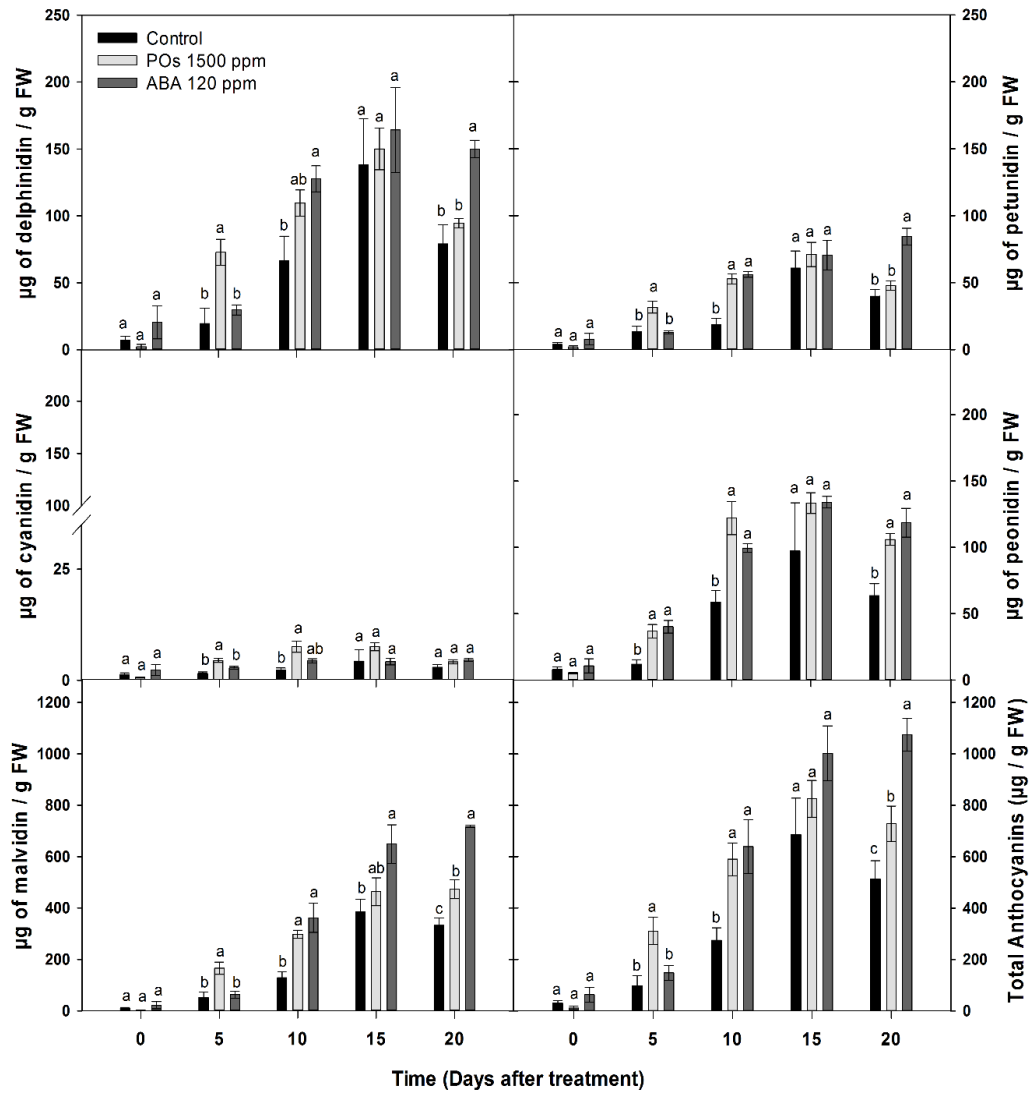 250
200
150
100
50
0
µg of delphinidin / g FW
Control
POs 1500 ppm
ABA 120 ppm
a
a
a
b
a
b
b
ab
a
a
a
a
b
b
a
250
200
150
100
50
0
µg of petunidin / g FW
a
a
a
b
a
b
b
a
a
a
a
a
b
b
a
200
150
100
25
0
µg of cyanidin / g FW
a
a
a
b
a
b
b
a
ab
a
a
a
a
a
a
200
150
100
50
0
µg of peonidin / g FW
a
a
a
b
a
a
b
a
a
a
a
a
b
a
a
1200
1000
800
600
400
200
0
µg of malvidin / g FW
a
a
a
b
a
b
b
a
a
b
ab
a
c
b
a
1200
1000
800
600
400
200
0
Total Anthocyanins (µg / g FW)
a
a
a
b
a
b
b
a
a
a
a
a
c
b
a
0 5 10 15 20
0 5 10 15 20
Time (Days after treatment)